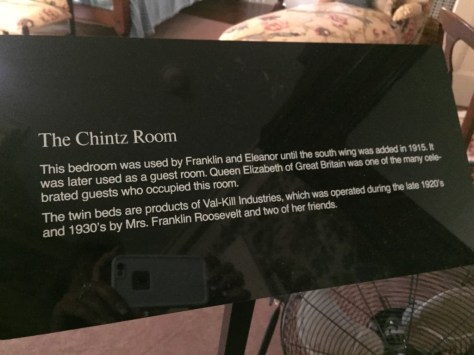 The Chintz Room
This bedroom was used by Franklin and Eleanor until the south wing was added in 1915. It
was later used as a guest room. Queen Elizabeth of Great Britain was one of the many cele-
brated guests who occupied this room.
The twin beds are products of Val-Kill Industries, which was operated during the late 1920's
and 1930's by Mrs. Franklin Roosevelt and two of her friends.